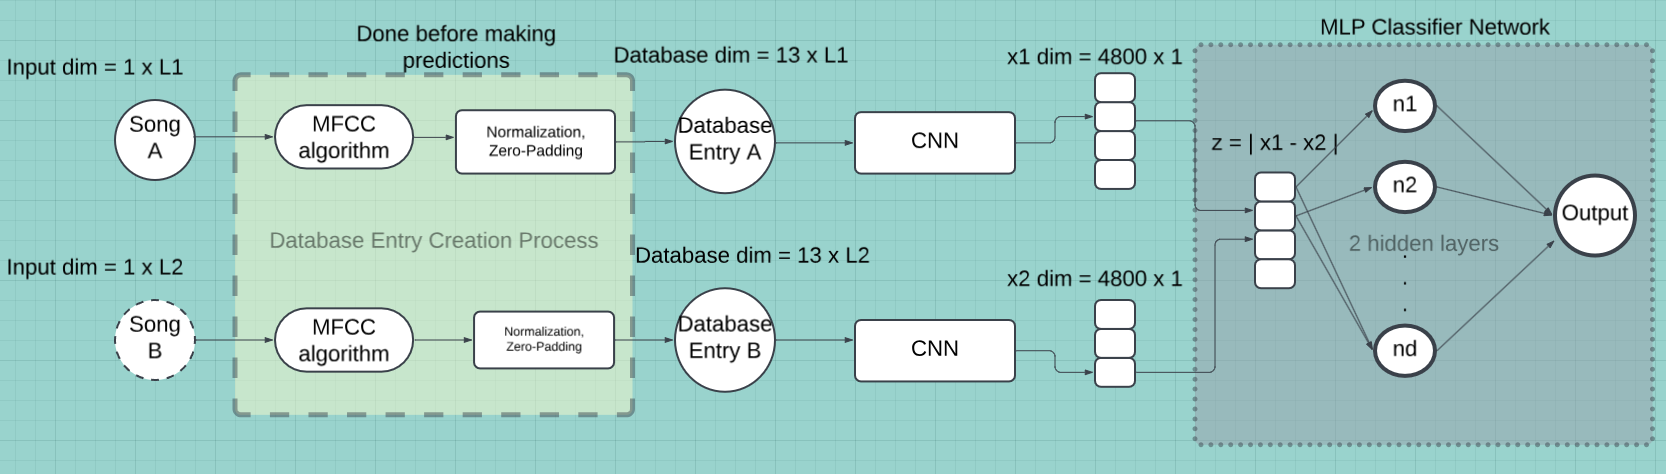 Done before making
predictions
Input dim = 1 x L1
Song
A
MFCC
algorithm
Normalization,
Zero-Padding
Database dim = 13 x L1
Database
Entry A
CNN
x1 dim = 4800 x 1
MLP Classifier Network
z = | x1 - x2 |
n1
n2
2 hidden layers
.
.
.
nd
Output
Database Entry Creation Process
Input dim = 1 x L2
Song
B
MFCC
algorithm
Normalization,
Zero-Padding
Database dim = 13 x L2
Database
Entry B
CNN
x2 dim = 4800 x 1